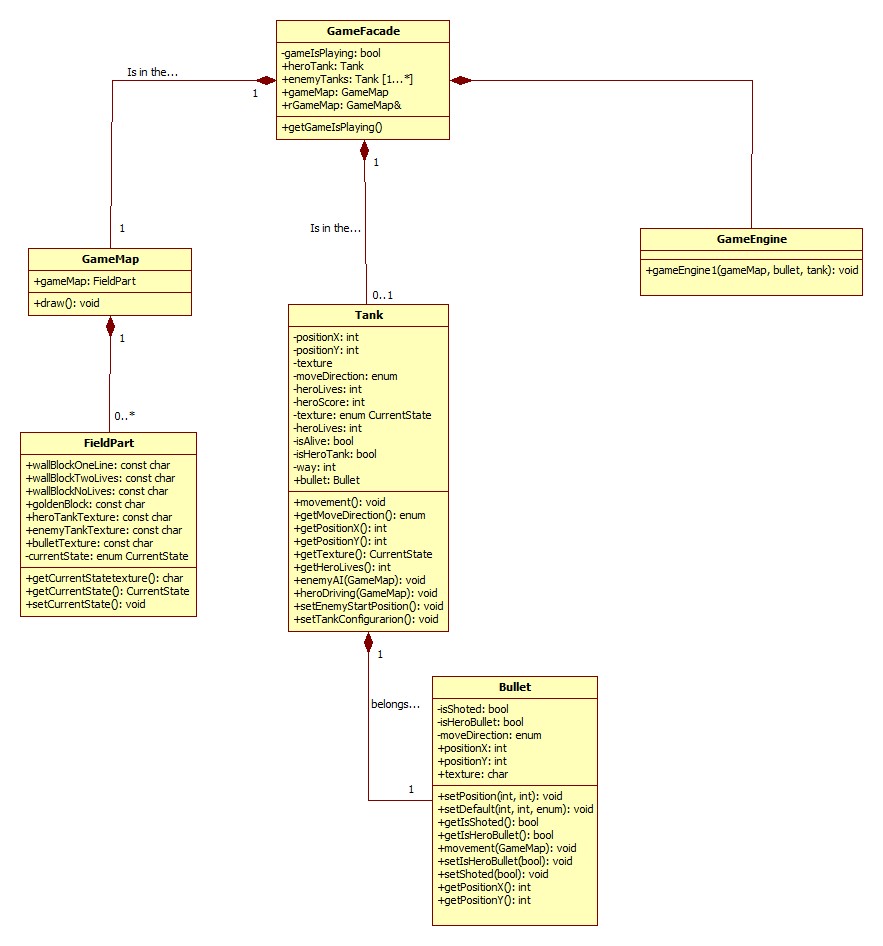 GameFacade
-gameIsPlaying: bool
+heroTank: Tank
+enemyTanks: Tank [1...*]
+gameMap: GameMap
+rGameMap: GameMap&
+getGameIsPlaying()
Is in the...
1
1
1
Is in the...
0..1
GameMap
+gameMap: FieldPart
+draw(): void
1
0..*
GameEngine
+gameEngine1(gameMap, bullet, tank): void
FieldPart
+wallBlockOneLine: const char
+wallBlockTwoLives: const char
+wallBlockNoLives: const char
+goldenBlock: const char
+heroTankTexture: const char
+enemyTankTexture: const char
+bulletTexture: const char
-currentState: enum CurrentState
+getCurrentStatetexture(): char
+getCurrentState(): CurrentState
+setCurrentState(): void
Tank
-positionX: int
-positionY: int
-texture
-moveDirection: enum
-heroLives: int
-heroScore: int
-texture: enum CurrentState
-heroLives: int
-isAlive: bool
-isHeroTank: bool
-way: int
+bullet: Bullet
+movement(): void
+getMoveDirection(): enum
+getPositionX(): int
+getPositionY(): int
+getTexture(): CurrentState
+getHeroLives(): int
+enemyAI(GameMap): void
+heroDriving(GameMap): void
+setEnemyStartPosition(): void
+setTankConfigurarion(): void
1
belongs...
1
Bullet
-isShoted: bool
-isHeroBullet: bool
-moveDirection: enum
+positionX: int
+positionY: int
+texture: char
+setPosition(int, int): void
+setDefault(int, int, enum): void
+getIsShoted(): bool
+getIsHeroBullet(): bool
+movement(GameMap): void
+setIsHeroBullet(bool): void
+setShoted(bool): void
+getPositionX(): int
+getPositionY(): int